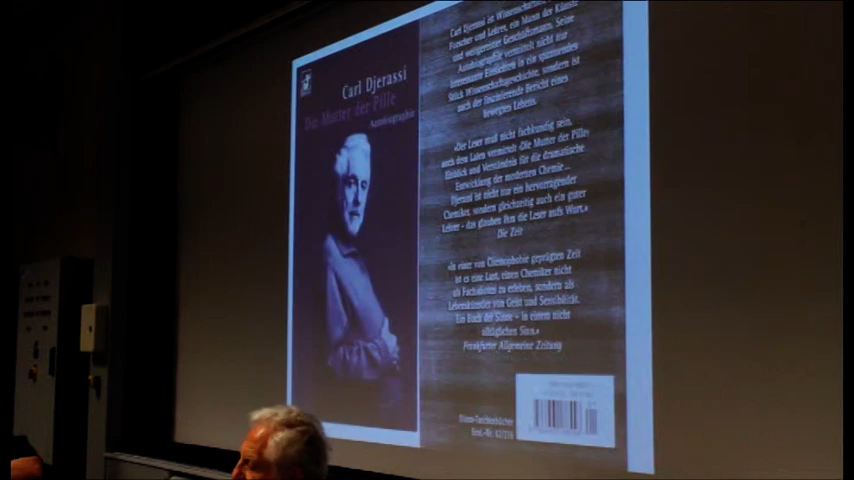 Carl Djerassi
Die Mutter der Pille
Autobiographie
Carl Djerassi ist Wissenschaftler,
Forscher und Lehrer, ein Mann der Künste
und weitgereister Geschäftsmann. Seine
Autobiographie vermittelt nicht nur
interessante Einblicke in ein spannendes
Stück Wissenschaftsgeschichte, sondern ist
auch der faszinierende Bericht eines
bewegten Lebens.
»Der Leser muß nicht fachkundig sein,
auch dem Laien vermittelt ›Die Mutter der Pille‹
Einblick und Verständnis für die dramatische
Entwicklung der modernen Chemie...
Djerassi ist nicht nur ein hervorragender
Chemiker, sondern gleichzeitig auch ein guter
Lehrer – das glauben ihm die Leser aufs Wort.«
Die Zeit
»In einer von Chemophobie geprägten Zeit
ist es eine Lust, einen Chemiker nicht
als Fachidioten zu erleben, sondern als
Lebenskünstler von Geist und Sensibilität.
Ein Buch der Sinne – in einem nicht
alltäglichen Sinn.«
Frankfurter Allgemeine Zeitung
Best.-Nr.